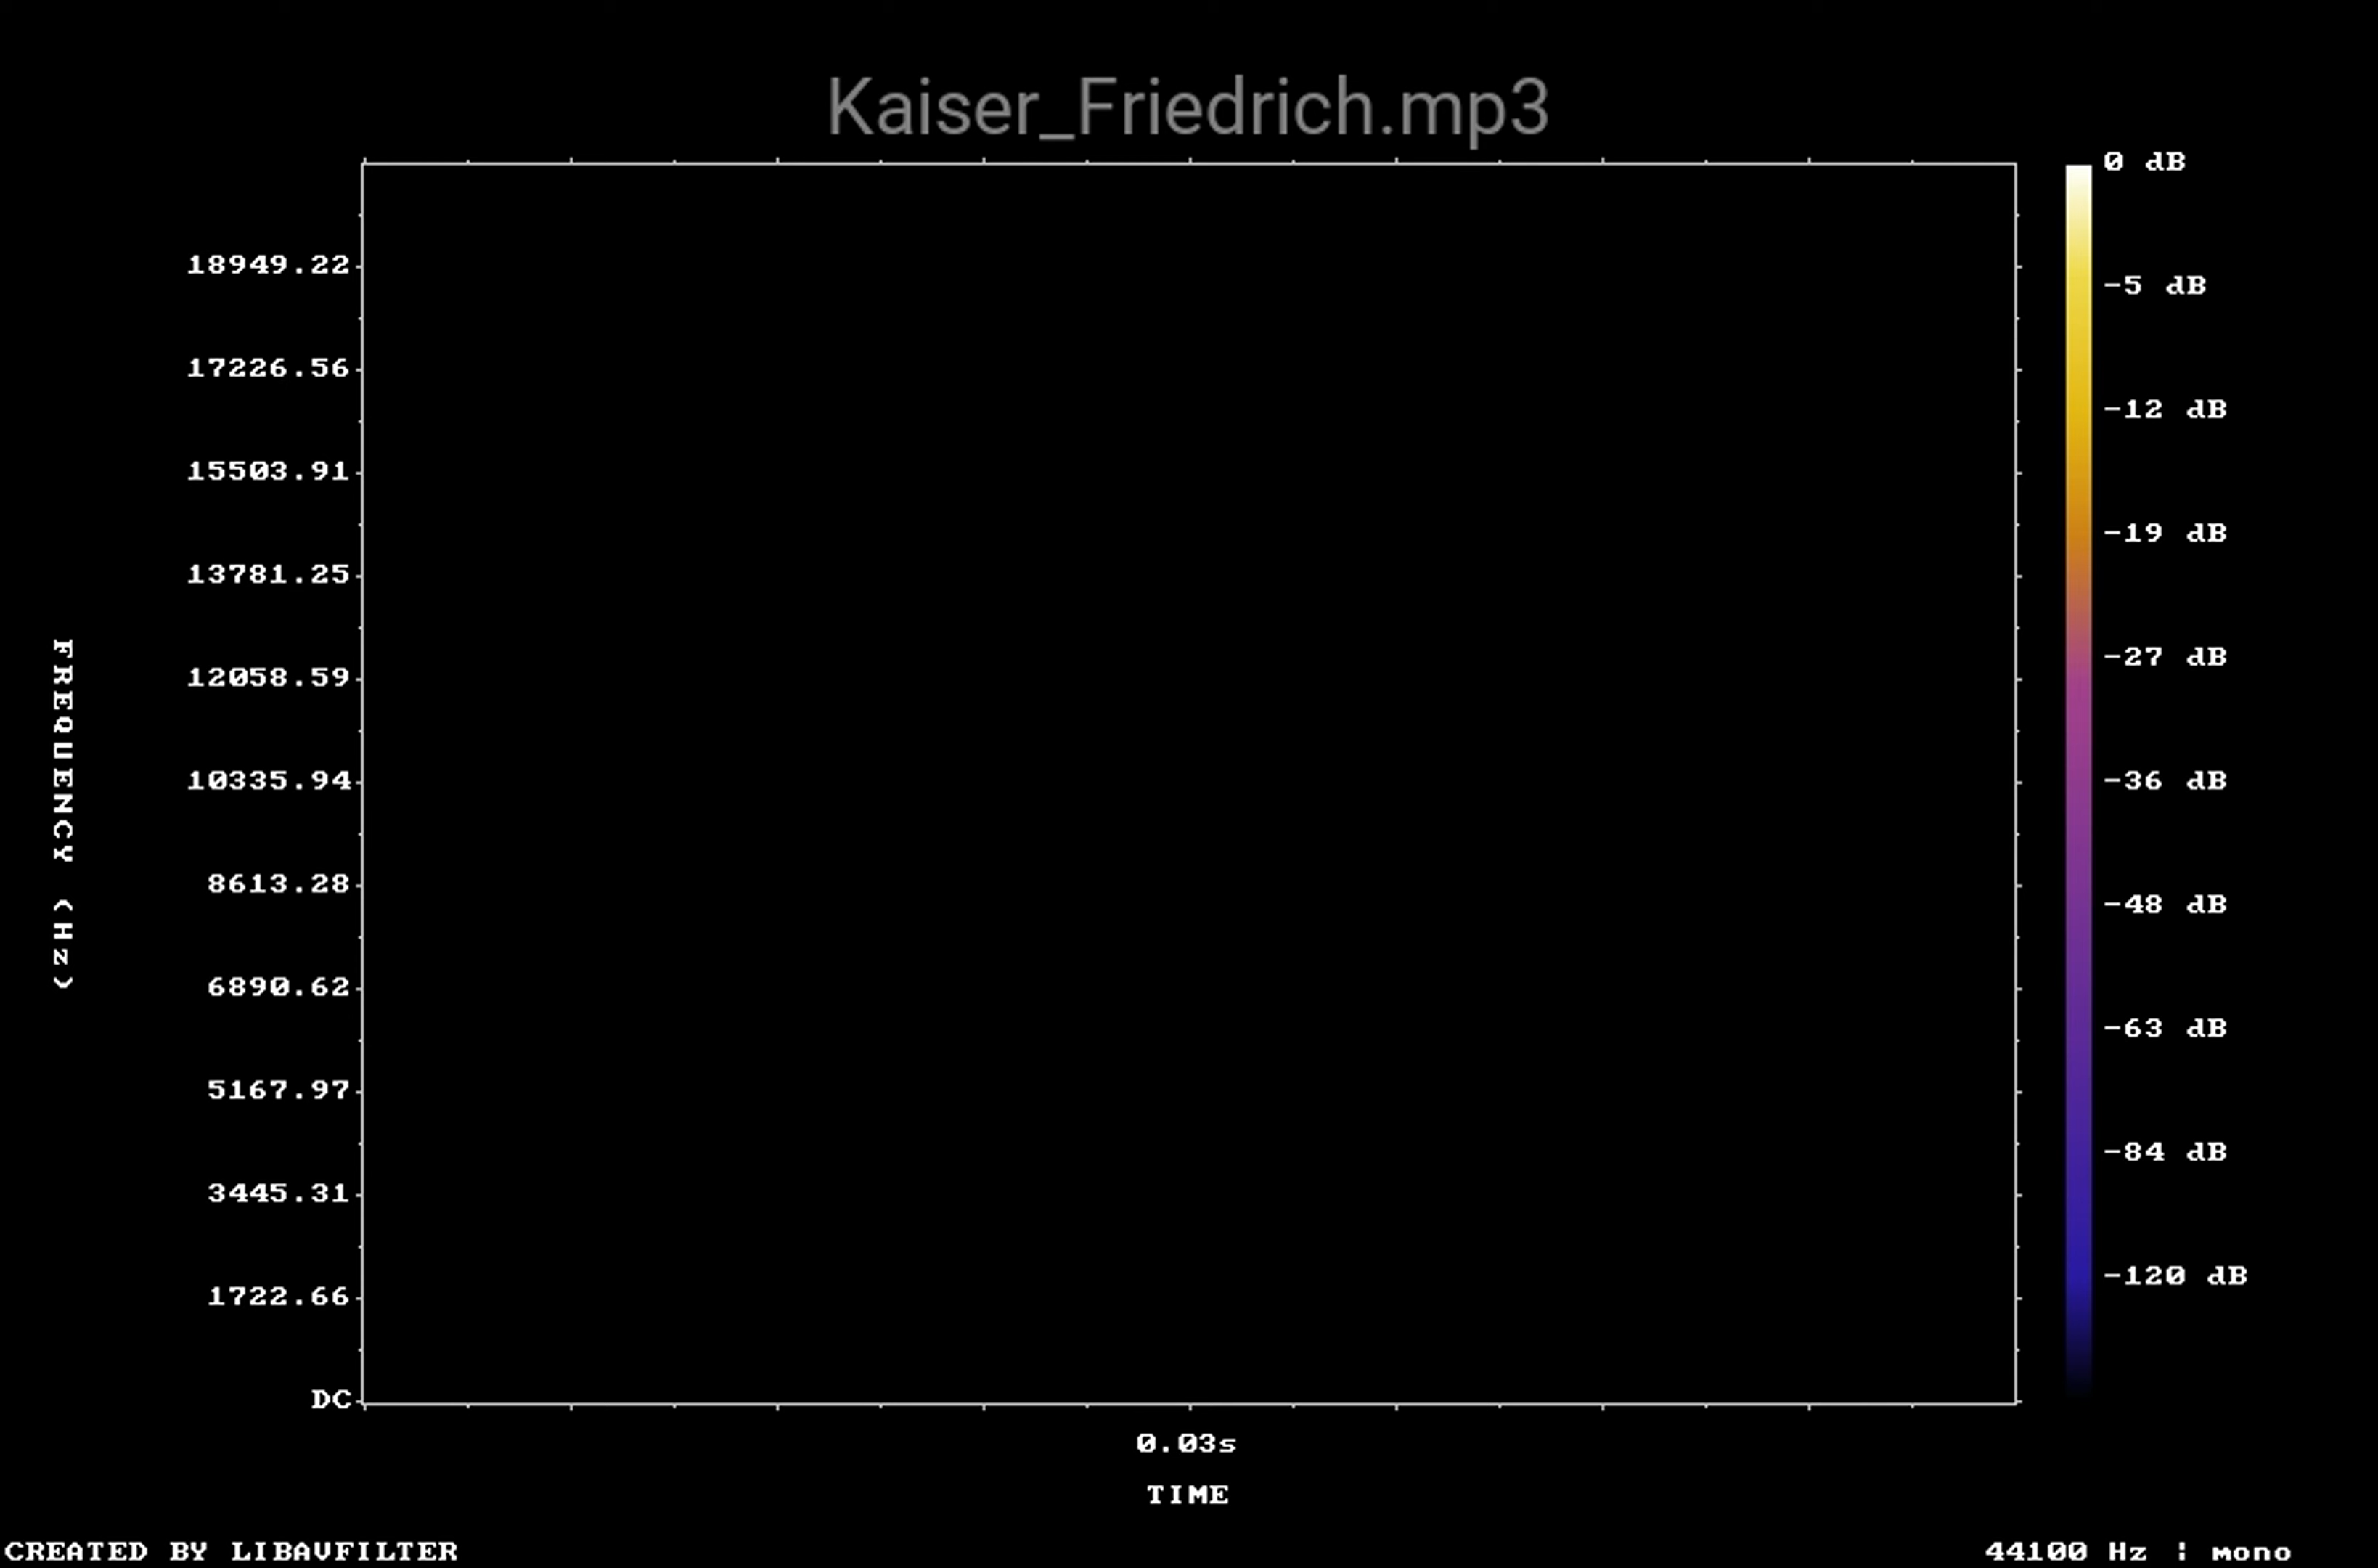 Kaiser_Friedrich.mp3
0 dB
-5 dB
-12 dB
-19 dB
-27 dB
-36 dB
-48 dB
-63 dB
-84 dB
-120 dB
18949.22
17226.56
15503.91
13781.25
12058.59
10335.94
8613.28
6890.62
5167.97
3445.31
1722.66
DC
FREQUENCY (Hz)
0.03s
TIME
CREATED BY LIBAVFILTER
44100 Hz | mono